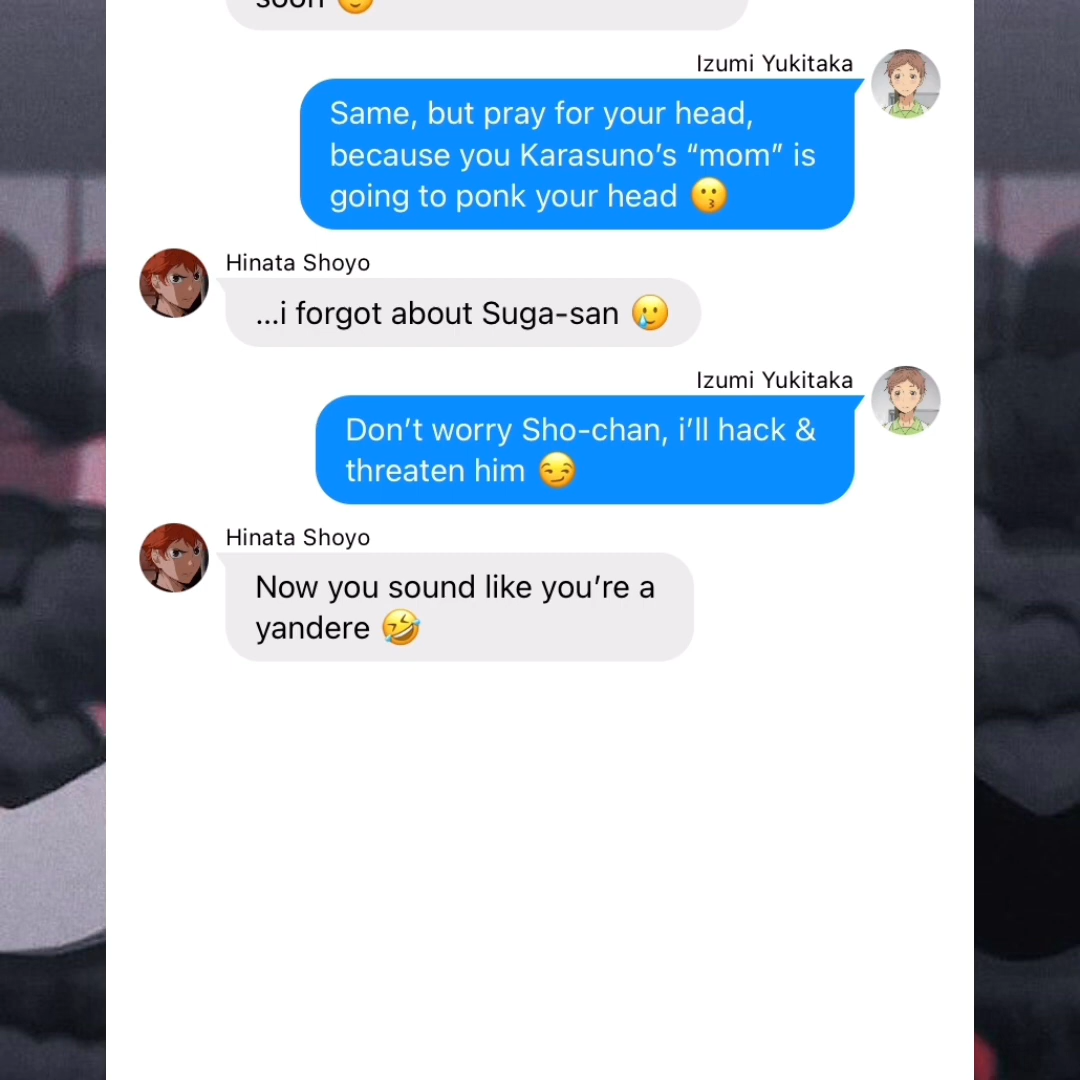 soon 🙂
Izumi Yukitaka
Same, but pray for your head,
because you Karasuno’s “mom” is
going to ponk your head 😗
Hinata Shoyo
...i forgot about Suga-san 🥲
Izumi Yukitaka
Don’t worry Sho-chan, i’ll hack &
threaten him 😏
Hinata Shoyo
Now you sound like you’re a
yandere 🤣